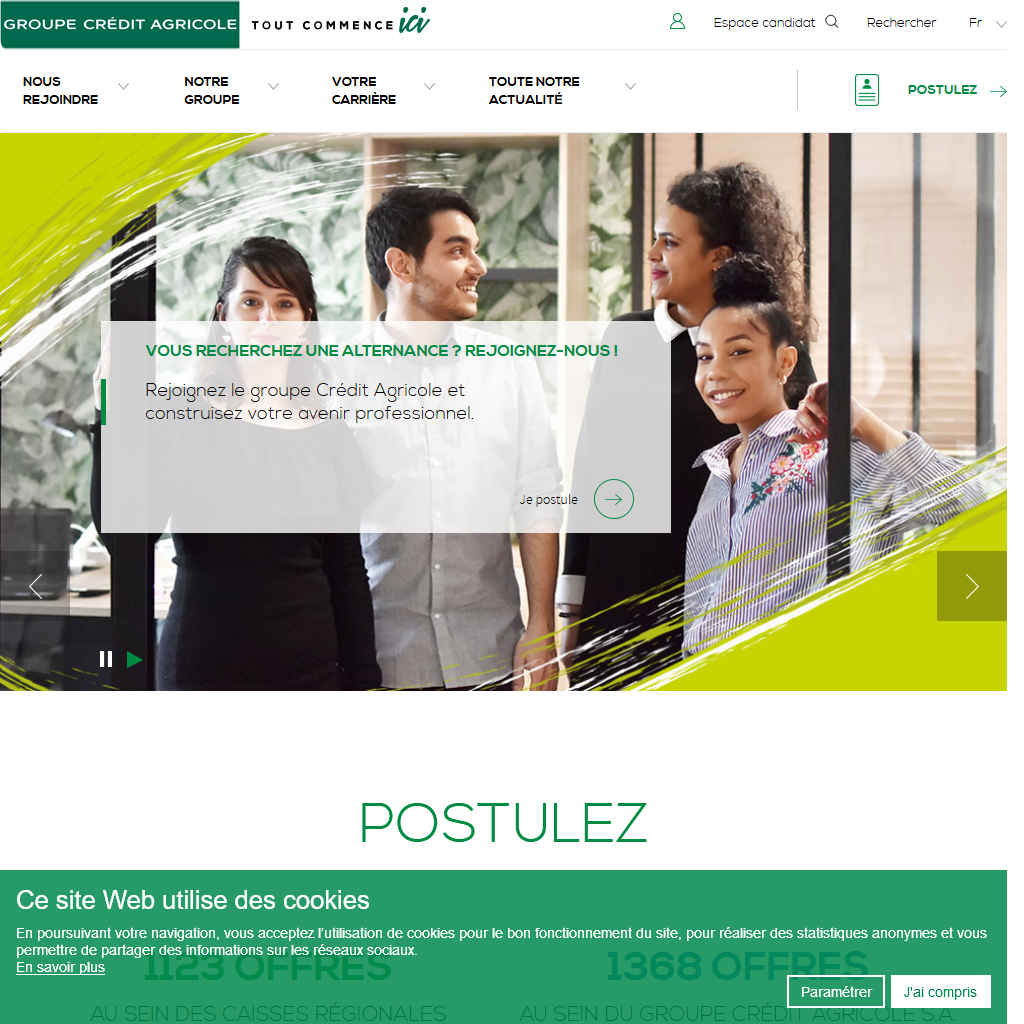 GROUPE CRÉDIT AGRICOLE
TOUT COMMENCE ici
Espace candidat
Rechercher
Fr
NOUS
REJOINDRE
NOTRE
GROUPE
VOTRE
CARRIÈRE
TOUTE NOTRE
ACTUALITÉ
POSTULEZ
VOUS RECHERCHEZ UNE ALTERNANCE ? REJOIGNEZ-NOUS !
Rejoignez le groupe Crédit Agricole et
construisez votre avenir professionnel.
Je postule
POSTULEZ
Ce site Web utilise des cookies
En poursuivant votre navigation, vous acceptez l'utilisation de cookies pour le bon fonctionnement du site, pour réaliser des statistiques anonymes et vous
permettre de partager des informations sur les réseaux sociaux.
En savoir plus
1123 OFFRES
1368 OFFRES
Paramétrer
J'ai compris
AU SEIN DES CAISSES RÉGIONALES
AU SEIN DU GROUPE CRÉDIT AGRICOLE S.A.